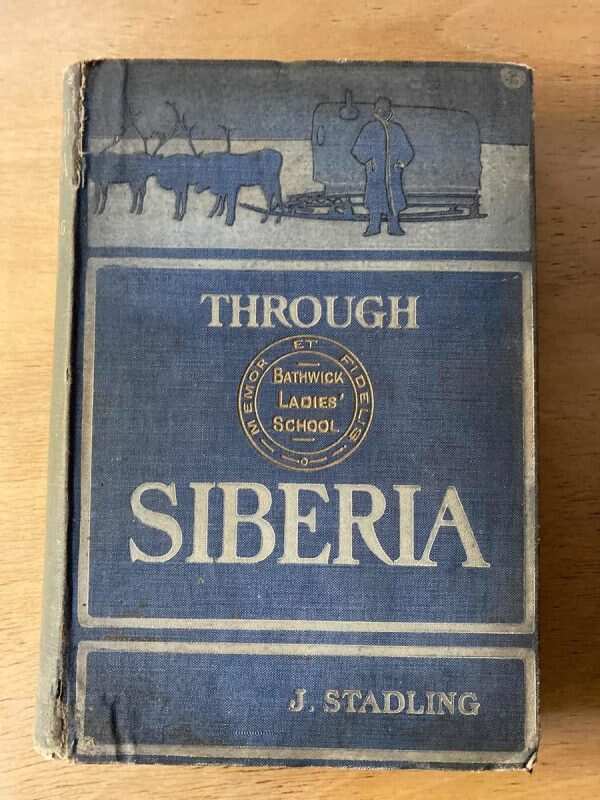 THROUGH
MEMOR ET FIDELIS
BATHWICK
LADIES'
SCHOOL
SIBERIA
J. STADLING